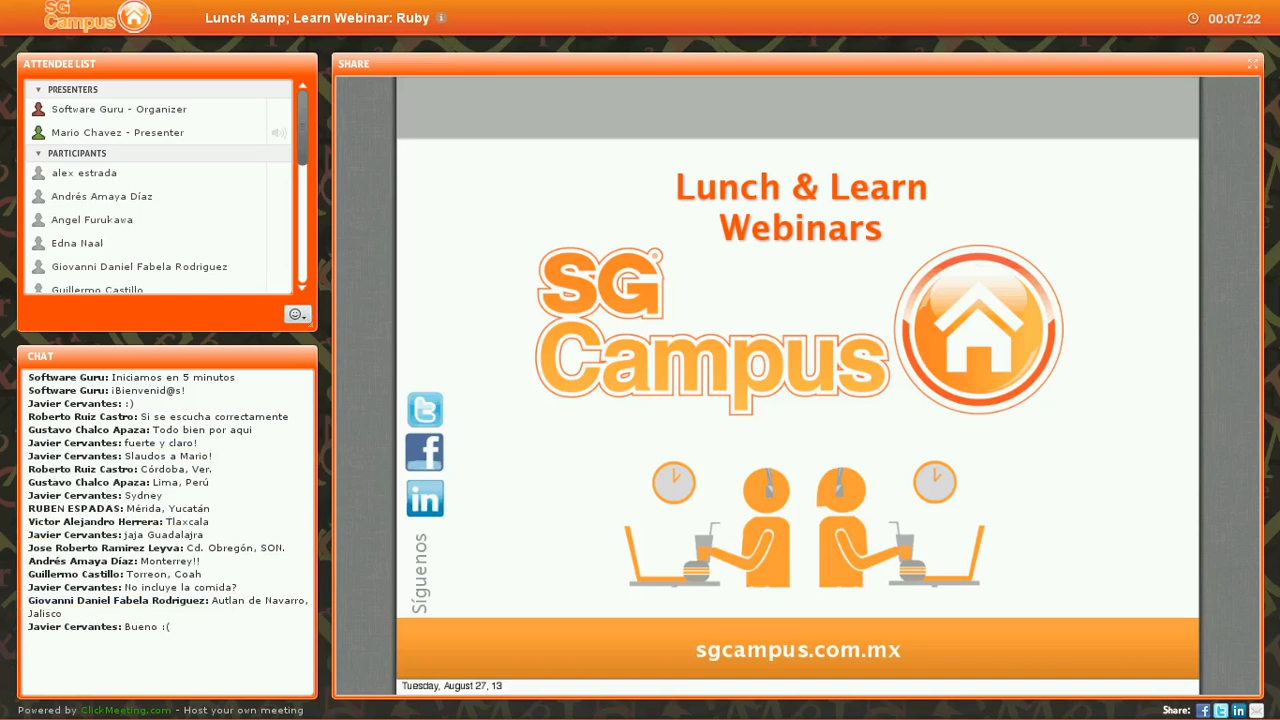 SG
Campus
Lunch &amp; Learn Webinar: Ruby
00:07:22
ATTENDEE LIST
PRESENTERS
Software Guru - Organizer
Mario Chavez - Presenter
PARTICIPANTS
alex estrada
Andrés Amaya Díaz
Angel Furukawa
Edna Naal
Giovanni Daniel Fabela Rodriguez
Guillermo Castillo
CHAT
Software Guru: Iniciamos en 5 minutos
Software Guru: ¡Bienvenid@s!
Javier Cervantes: :)
Roberto Ruiz Castro: Si se escucha correctamente
Gustavo Chalco Apaza: Todo bien por aqui
Javier Cervantes: fuerte y claro!
Javier Cervantes: Slaudos a Mario!
Roberto Ruiz Castro: Córdoba, Ver.
Gustavo Chalco Apaza: Lima, Perú
Javier Cervantes: Sydney
RUBEN ESPADAS: Mérida, Yucatán
Victor Alejandro Herrera: Tlaxcala
Javier Cervantes: jaja Guadalajra
Jose Roberto Ramirez Leyva: Cd. Obregón, SON.
Andrés Amaya Díaz: Monterrey!!
Guillermo Castillo: Torreon, Coah
Javier Cervantes: No incluye la comida?
Giovanni Daniel Fabela Rodriguez: Autlan de Navarro,
Jalisco
Javier Cervantes: Bueno :(
SHARE
Lunch & Learn
Webinars
SG
Campus
Síguenos
sgcampus.com.mx
Tuesday, August 27, 13
Powered by ClickMeeting.com - Host your own meeting
Share: